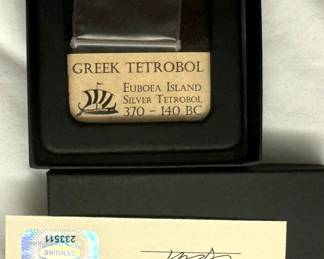 GREEK TETROBOL
EUBOEA ISLAND
SILVER TETROBOL
370 - 140 BC
233511
GENUINE